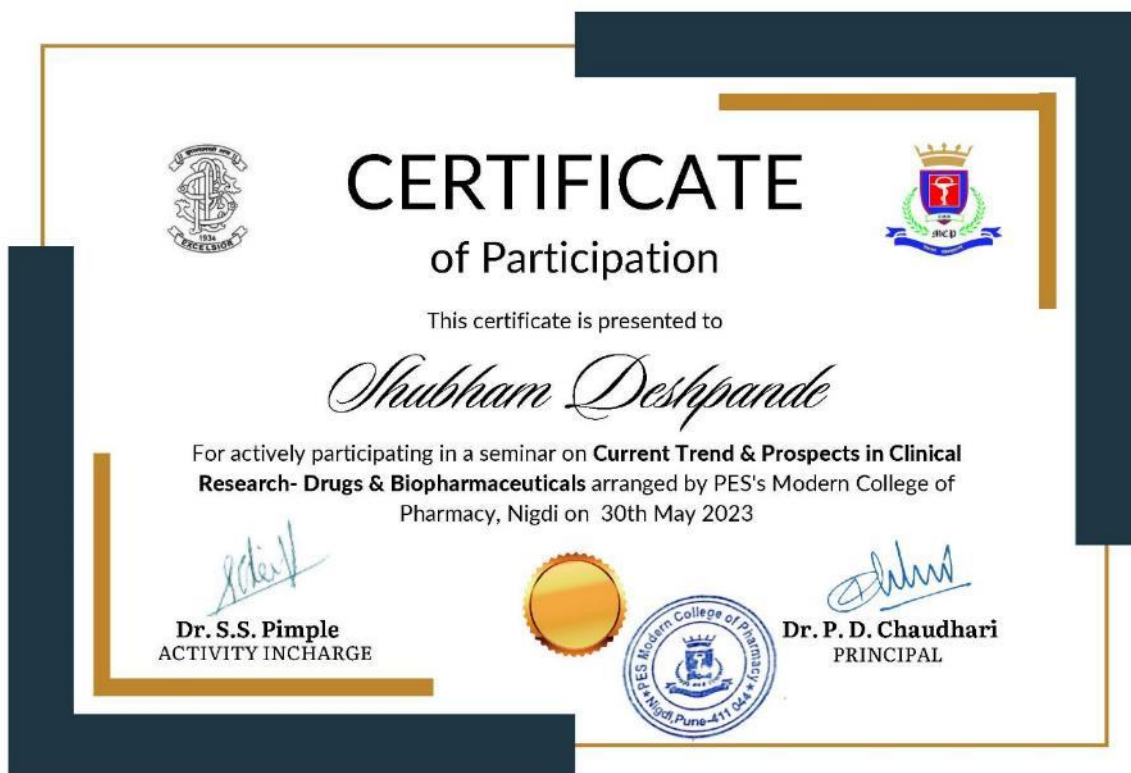 1934
EXCELSIOR
MCP
CERTIFICATE
of Participation
This certificate is presented to
Shubham Deshpande
For actively participating in a seminar on Current Trend & Prospects in Clinical
Research- Drugs & Biopharmaceuticals arranged by PES's Modern College of
Pharmacy, Nigdi on 30th May 2023
Dr. S.S. Pimple
ACTIVITY INCHARGE
PES Modern College of Pharmacy
Nigdi, Pune-411 044
Dr. P. D. Chaudhari
PRINCIPAL